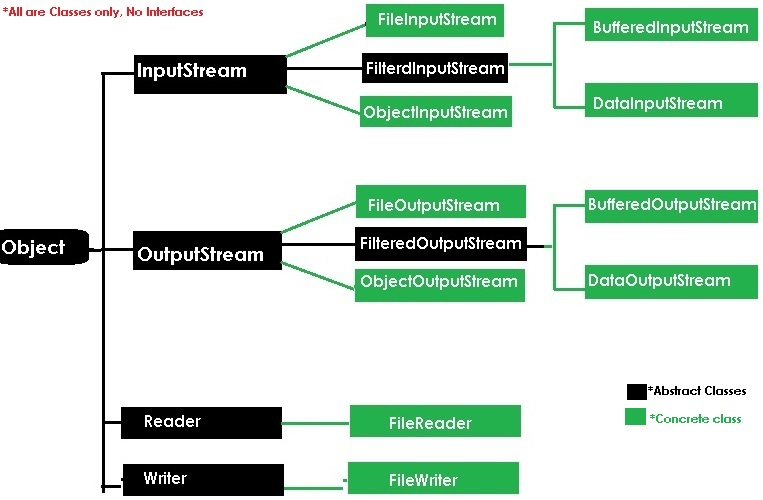 *All are Classes only, No Interfaces
FileInputStream
BufferedInputStream
InputStream
FilterdInputStream
DataInputStream
ObjectInputStream
FileOutputStream
BufferedOutputStream
Object
OutputStream
FilteredOutputStream
ObjectOutputStream
DataOutputStream
*Abstract Classes
*Concrete class
Reader
FileReader
Writer
FileWriter